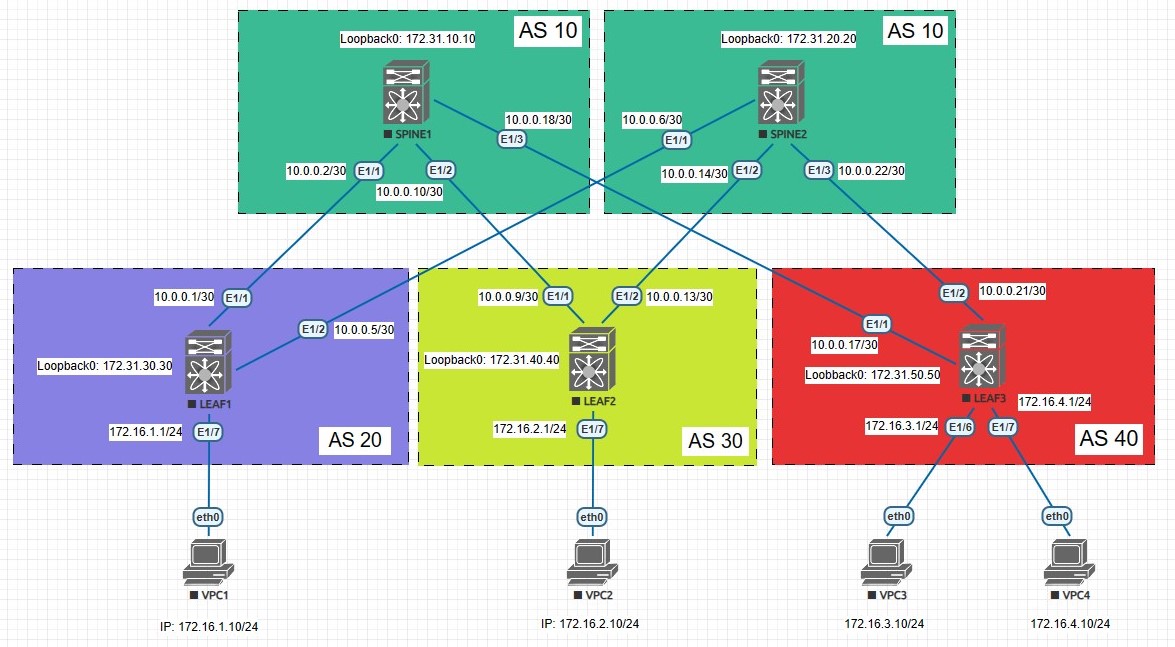 AS 10
Loopback0: 172.31.10.10
SPINE1
10.0.0.18/30
E1/3
10.0.0.2/30
E1/1
E1/2
10.0.0.10/30
AS 10
Loopback0: 172.31.20.20
SPINE2
10.0.0.6/30
E1/1
10.0.0.14/30
E1/2
E1/3
10.0.0.22/30
10.0.0.1/30
E1/1
E1/2
10.0.0.5/30
Loopback0: 172.31.30.30
LEAF1
172.16.1.1/24
E1/7
AS 20
10.0.0.9/30
E1/1
E1/2
10.0.0.13/30
Loopback0: 172.31.40.40
LEAF2
172.16.2.1/24
E1/7
AS 30
E1/2
10.0.0.21/30
E1/1
10.0.0.17/30
Loobback0: 172.31.50.50
LEAF3
172.16.4.1/24
172.16.3.1/24
E1/6
E1/7
AS 40
eth0
VPC1
IP: 172.16.1.10/24
eth0
VPC2
IP: 172.16.2.10/24
eth0
VPC3
172.16.3.10/24
eth0
VPC4
172.16.4.10/24